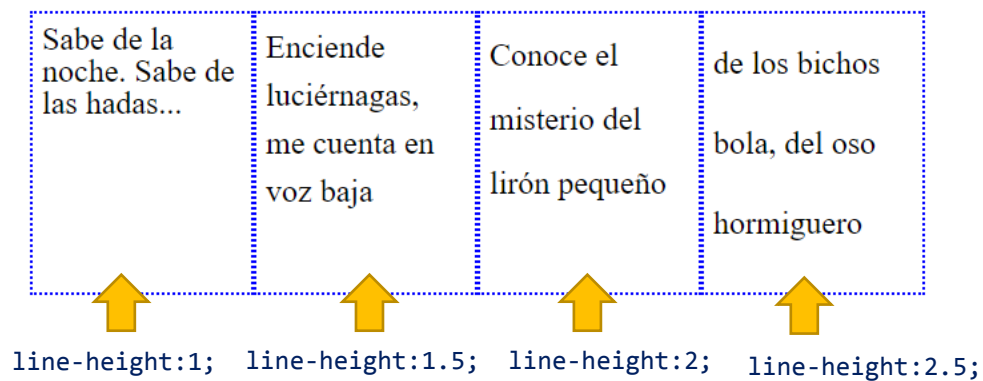 Sabe de la
noche. Sabe de
las hadas...
Enciende
luciérnagas,
me cuenta en
voz baja
Conoce el
misterio del
lirón pequeño
de los bichos
bola, del oso
hormiguero
line-height:1;
line-height:1.5;
line-height:2;
line-height:2.5;